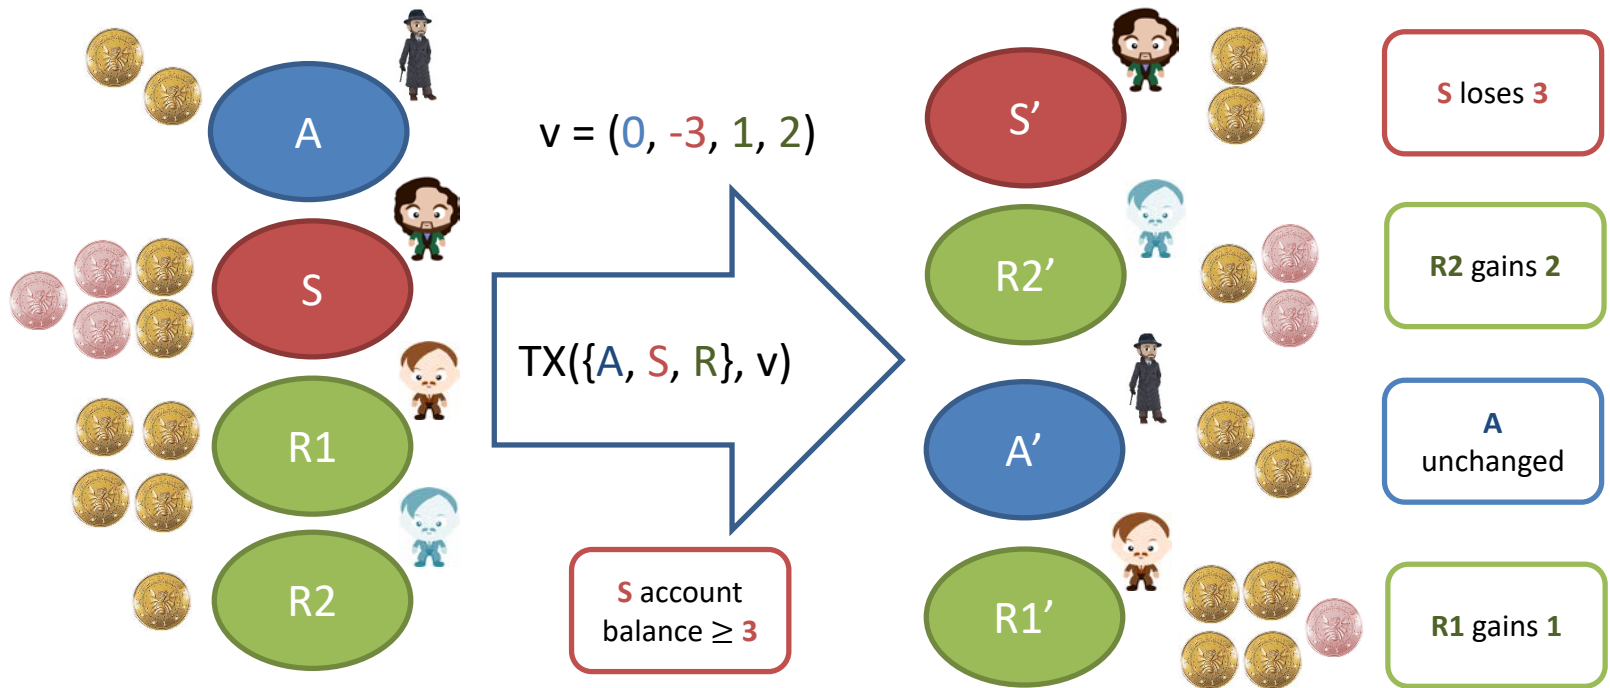 A
S
R1
R2
v = (0, -3, 1, 2)
TX({A, S, R}, v)
S account
balance ≥ 3
S’
R2’
A’
R1’
S loses 3
R2 gains 2
A
unchanged
R1 gains 1